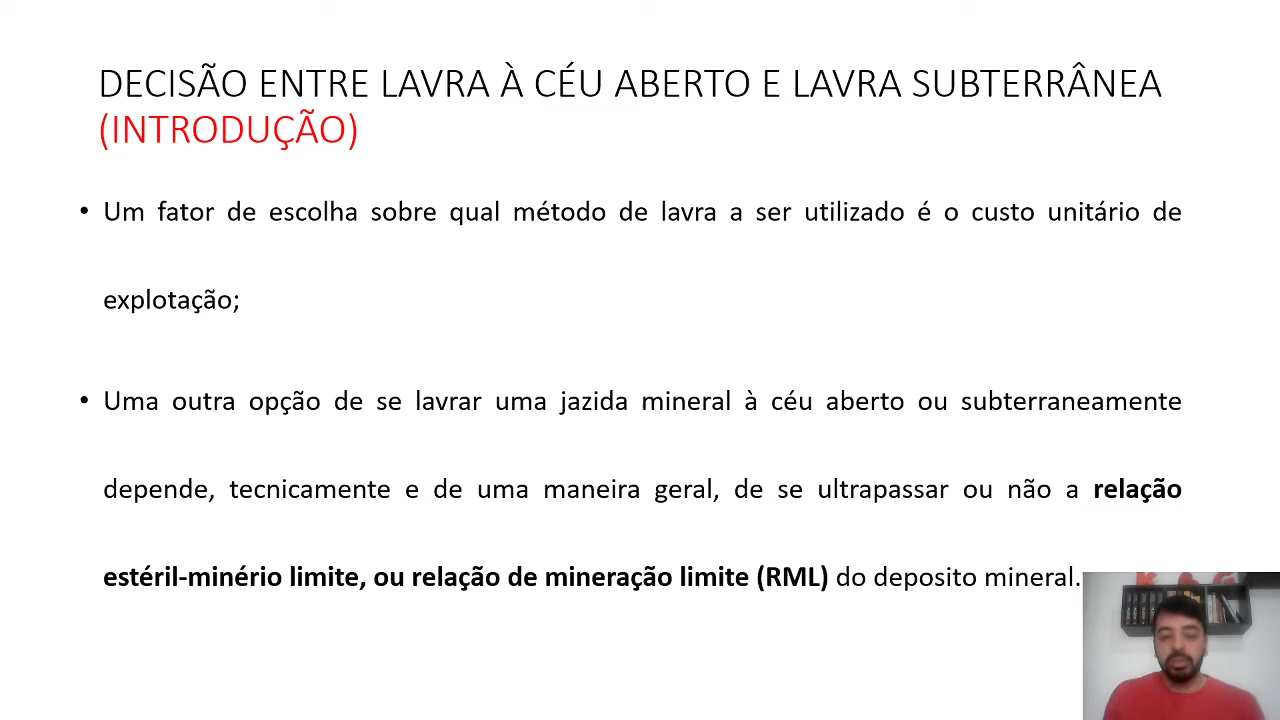 DECISÃO ENTRE LAVRA À CÉU ABERTO E LAVRA SUBTERRÂNEA
(INTRODUÇÃO)
• Um fator de escolha sobre qual método de lavra a ser utilizado é o custo unitário de
explotação;
• Uma outra opção de se lavrar uma jazida mineral à céu aberto ou subterraneamente
depende, tecnicamente e de uma maneira geral, de se ultrapassar ou não a relação
estéril-minério limite, ou relação de mineração limite (RML) do deposito mineral.